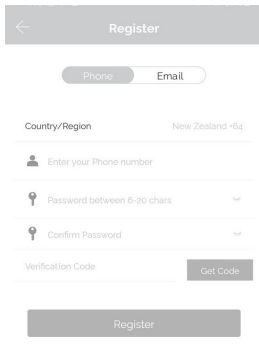 Register
Phone Email
Country/Region New Zealand +64
Enter your Phone number
Password between 6-20 chars
Confirm Password
Verification Code Get Code
Register